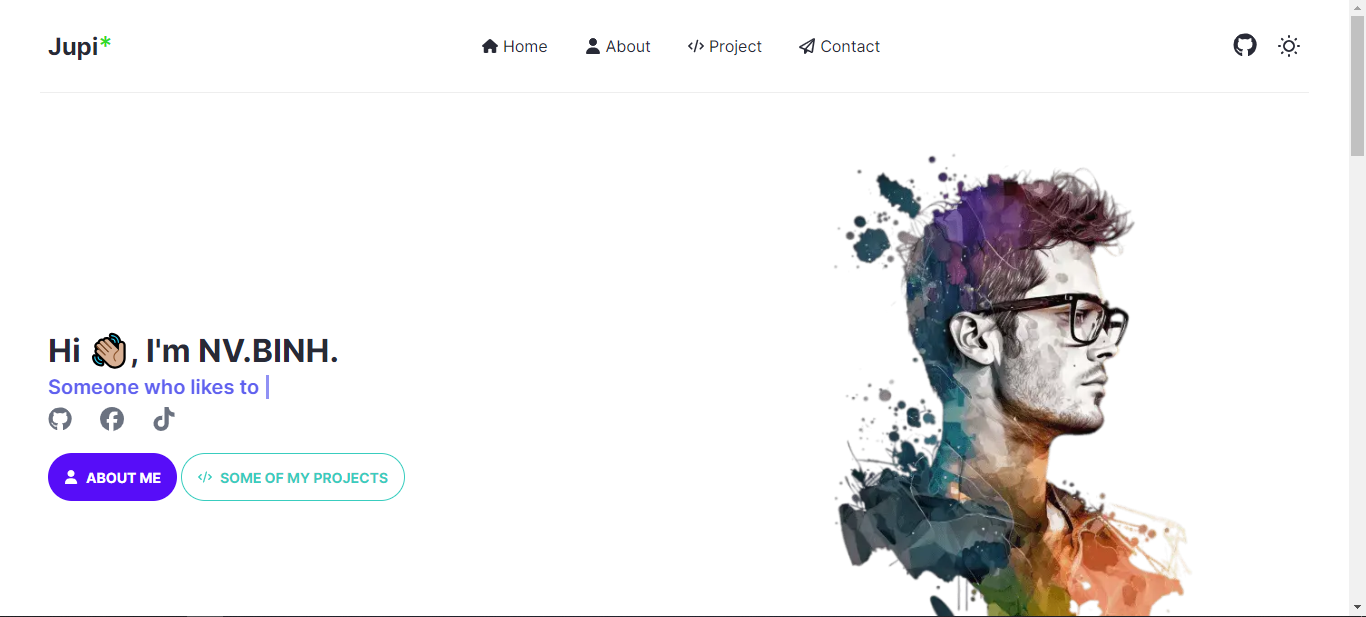 Jupi*
Home
About
Project
Contact
Hi 👋🏽, I'm NV.BINH.
Someone who likes to |
ABOUT ME
</> SOME OF MY PROJECTS